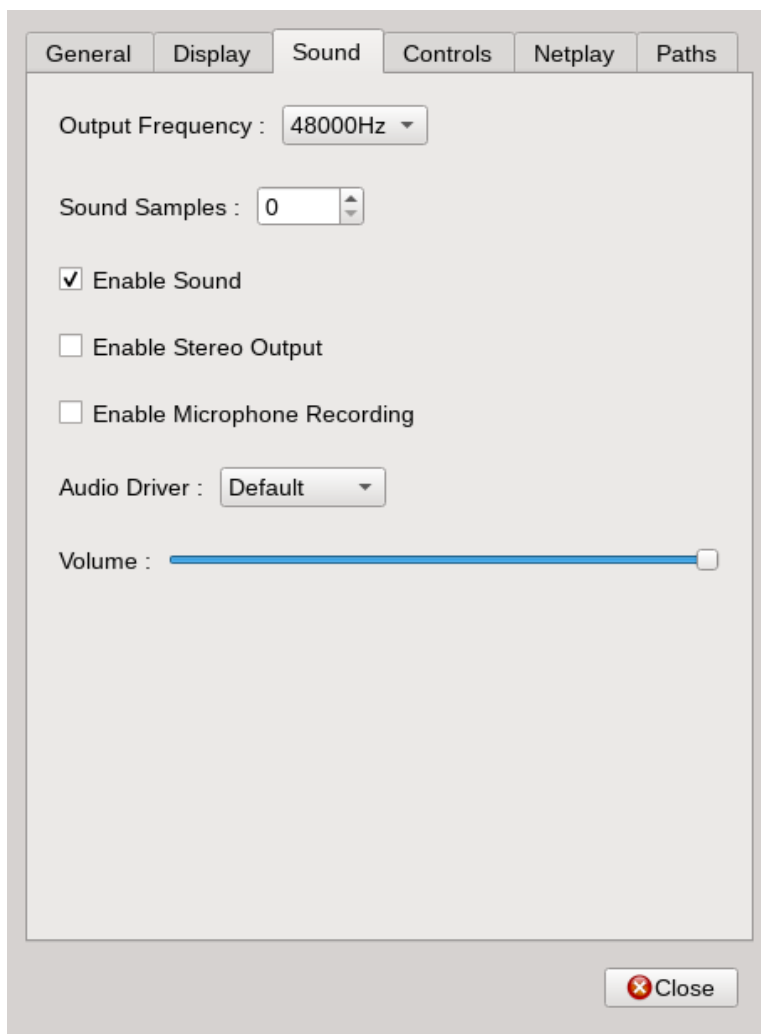 General Display Sound Controls Netplay Paths
Output Frequency : 48000Hz
Sound Samples : 0
Enable Sound
Enable Stereo Output
Enable Microphone Recording
Audio Driver : Default
Volume :
Close